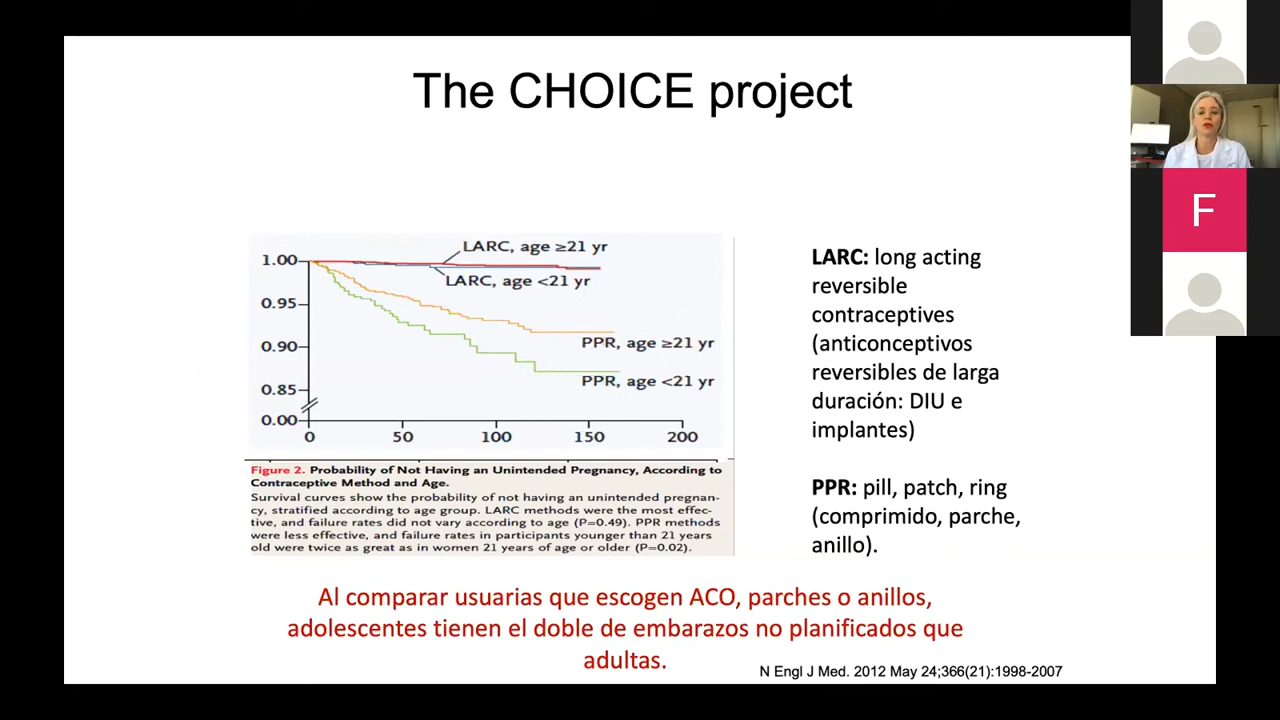 The CHOICE project
LARC, age ≥21 yr
1.00
LARC, age <21 yr
0.95
0.90
PPR, age ≥21 yr
0.85
PPR, age <21 yr
0.00
0 50 100 150 200
Figure 2. Probability of Not Having an Unintended Pregnancy, According to
Contraceptive Method and Age.
Survival curves show the probability of not having an unintended pregnan-
cy, stratified according to age group. LARC methods were the most effec-
tive, and failure rates did not vary according to age (P=0.49). PPR methods
were less effective, and failure rates in participants younger than 21 years
old were twice as great as in women 21 years of age or older (P=0.02).
LARC: long acting
reversible
contraceptives
(anticonceptivos
reversibles de larga
duración: DIU e
implantes)
PPR: pill, patch, ring
(comprimido, parche,
anillo).
Al comparar usuarias que escogen ACO, parches o anillos,
adolescentes tienen el doble de embarazos no planificados que
adultas.
N Engl J Med. 2012 May 24;366(21):1998-2007
F